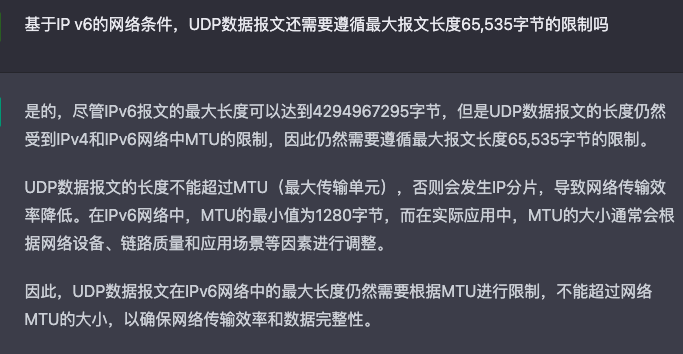 基于IP v6的网络条件，UDP数据报文还需要遵循最大报文长度65,535字节的限制吗
是的，尽管IPv6报文的最大长度可以达到4294967295字节，但是UDP数据报文的长度仍然
受到IPv4和IPv6网络中MTU的限制，因此仍然需要遵循最大报文长度65,535字节的限制。
UDP数据报文的长度不能超过MTU（最大传输单元），否则会发生IP分片，导致网络传输效
率降低。在IPv6网络中，MTU的最小值为1280字节，而在实际应用中，MTU的大小通常会根
据网络设备、链路质量和应用场景等因素进行调整。
因此，UDP数据报文在IPv6网络中的最大长度仍然需要根据MTU进行限制，不能超过网络
MTU的大小，以确保网络传输效率和数据完整性。